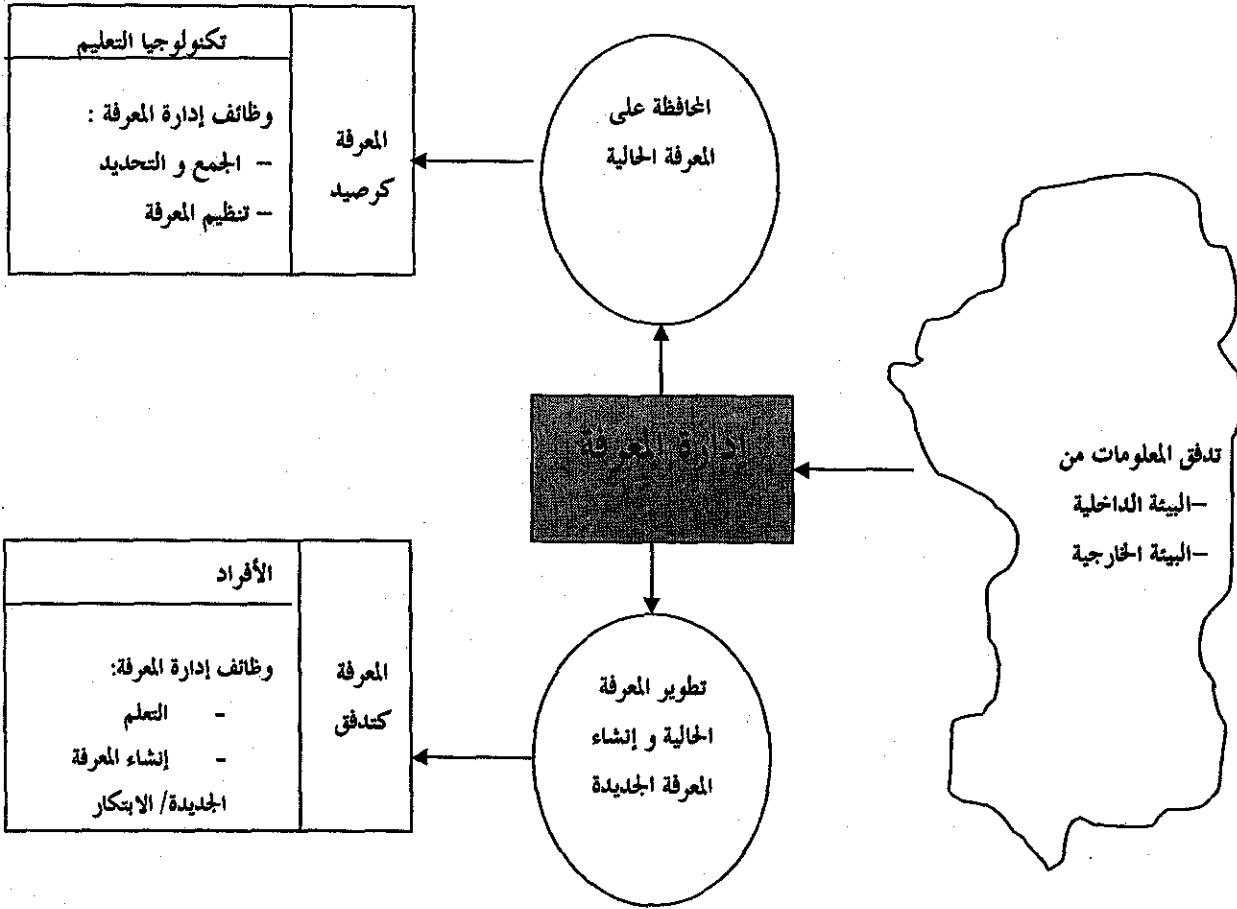 تكنولوجيا التعليم
وظائف إدارة المعرفة :
– الجمع و التحديد
– تنظيم المعرفة
المعرفة
كرصيد
المحافظة على
المعرفة الحالية
إدارة المعرفة
تدفق المعلومات من
–البيئة الداخلية
–البيئة الخارجية
الأفراد
وظائف إدارة المعرفة:
- التعلم
- إنشاء المعرفة
الجديدة/ الابتكار
المعرفة
كتدفق
تطوير المعرفة
الحالية و إنشاء
المعرفة الجديدة